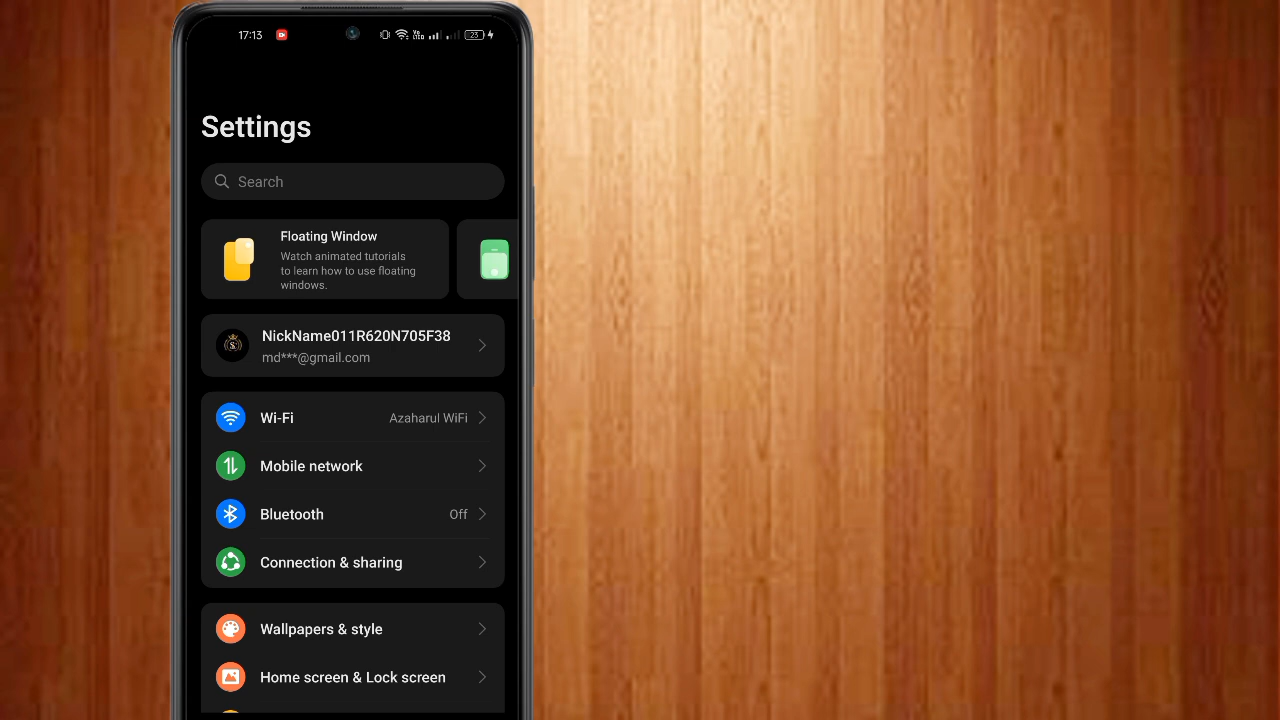 17:13
23
Settings
Search
Floating Window
Watch animated tutorials
to learn how to use floating
windows.
NickName011R620N705F38
md***@gmail.com
Wi-Fi Azaharul WiFi
Mobile network
Bluetooth Off
Connection & sharing
Wallpapers & style
Home screen & Lock screen